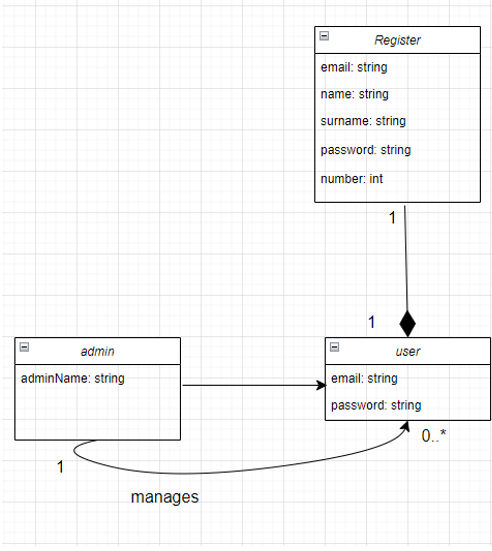 Register
email: string
name: string
surname: string
password: string
number: int
1
1
admin
adminName: string
user
email: string
password: string
0..*
1
manages